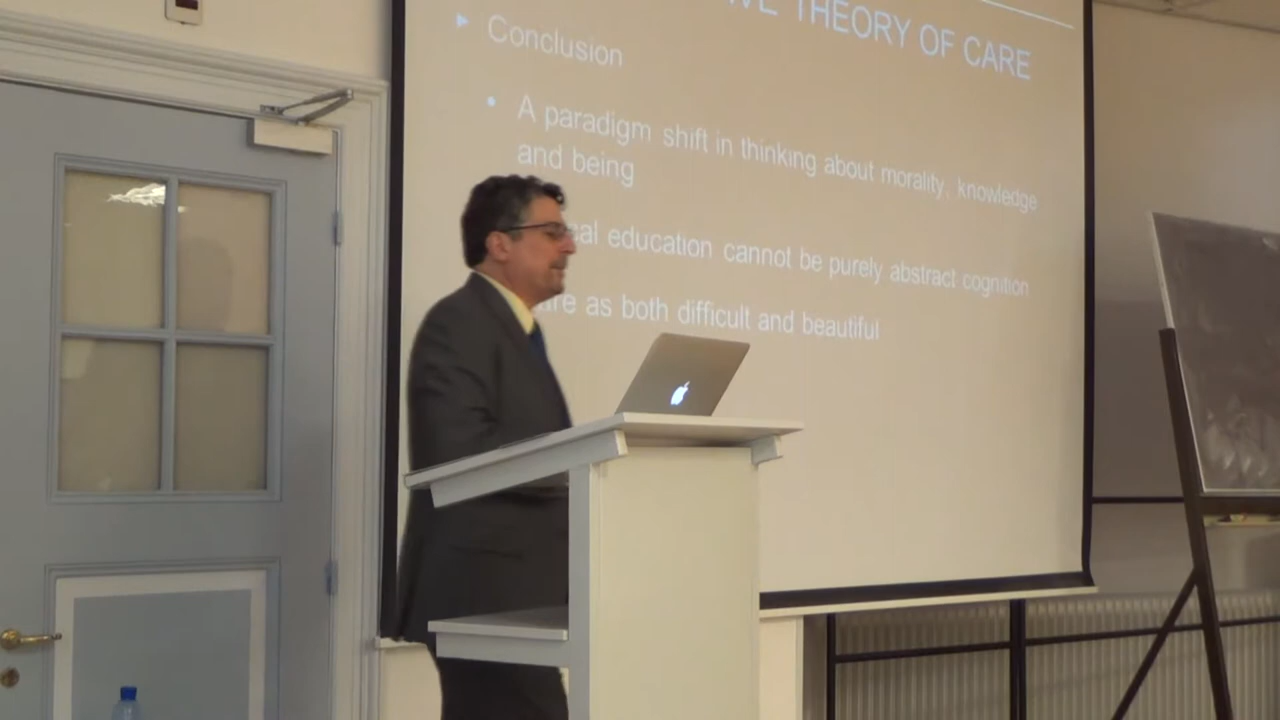 THEORY OF CARE
Conclusion
A paradigm shift in thinking about morality, knowledge
and being
education cannot be purely abstract cognition
as both difficult and beautiful